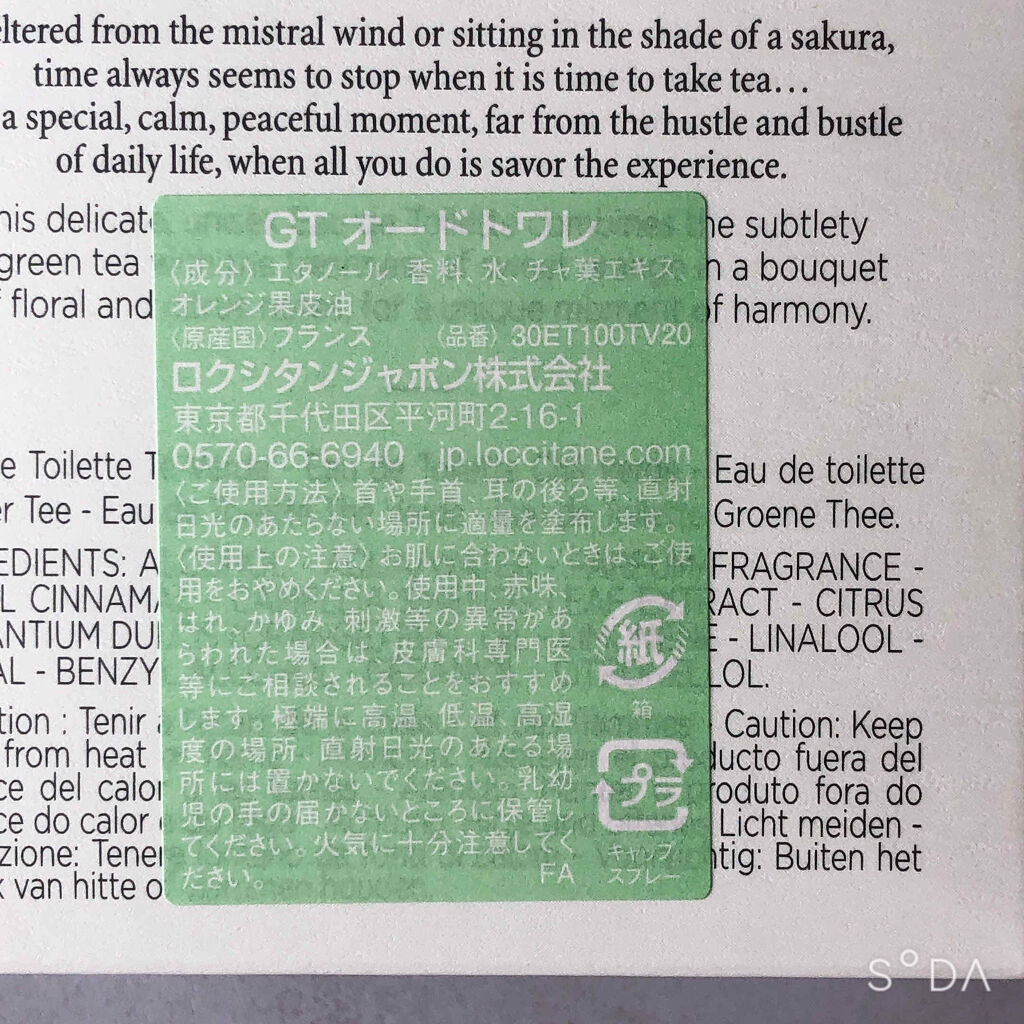 eltered from the mistral wind or sitting in the shade of a sakura,
time always seems to stop when it is time to take tea...
a special, calm, peaceful moment, far from the hustle and bustle
of daily life, when all you do is savor the experience.
his delicat he subtlety
green tea n a bouquet
f floral and of harmony.
GT オードトワレ
〈成分〉エタノール、香料、水、チャ葉エキス、
オレンジ果皮油
〈原産国〉フランス 〈品番〉30ET100TV20
ロクシタンジャポン株式会社
東京都千代田区平河町2-16-1
0570-66-6940 jp.loccitane.com
〈ご使用方法〉首や手首、耳の後ろ等、直射
日光のあたらない場所に適量を塗布します。
〈使用上の注意〉お肌に合わないときは、ご使
用をおやめください。使用中、赤味、
はれ、かゆみ、刺激等の異常があ
らわれた場合は、皮膚科専門医
等にご相談されることをおすすめ
します。極端に高温、低温、高湿
度の場所、直射日光のあたる場
所には置かないでください。乳幼
児の手の届かないところに保管し
てください。火気に十分注意してく
ださい。 FA
紙
箱
プラ
キャップ
スプレー
e Toilette T Eau de toilette
er Tee - Eau Groene Thee.
EDIENTS: A /FRAGRANCE -
L CINNAMA RACT - CITRUS
ANTIUM DUL E - LINALOOL -
AL - BENZY LOL.
tion : Tenir a Caution: Keep
from heat ducto fuera del
ce del calor roduto fora do
ce do calor Licht meiden -
zione: Tener htig: Buiten het
k van hitte o
SODA